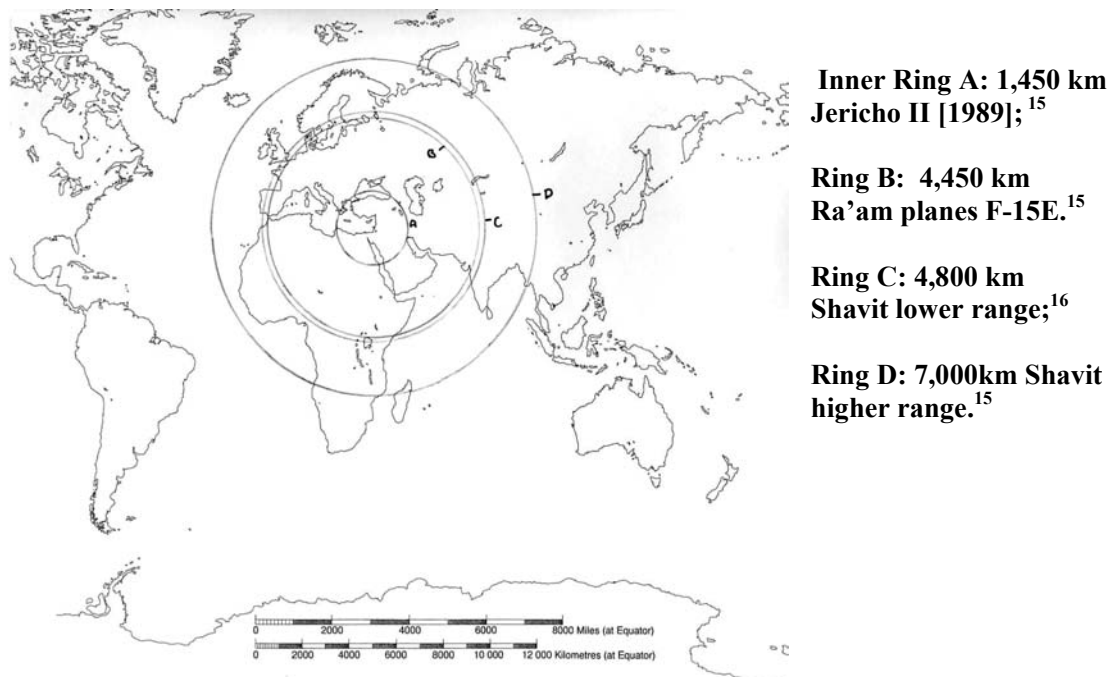 Inner Ring A: 1,450 km
Jericho II [1989]; 15
Ring B: 4,450 km
Ra’am planes F-15E.15
Ring C: 4,800 km
Shavit lower range;16
Ring D: 7,000km Shavit
higher range.15
B
D
A
C
0 2000 4000 6000 8000 Miles (at Equator)
0 2000 4000 6000 8000 10 000 12 000 Kilometres (at Equator)